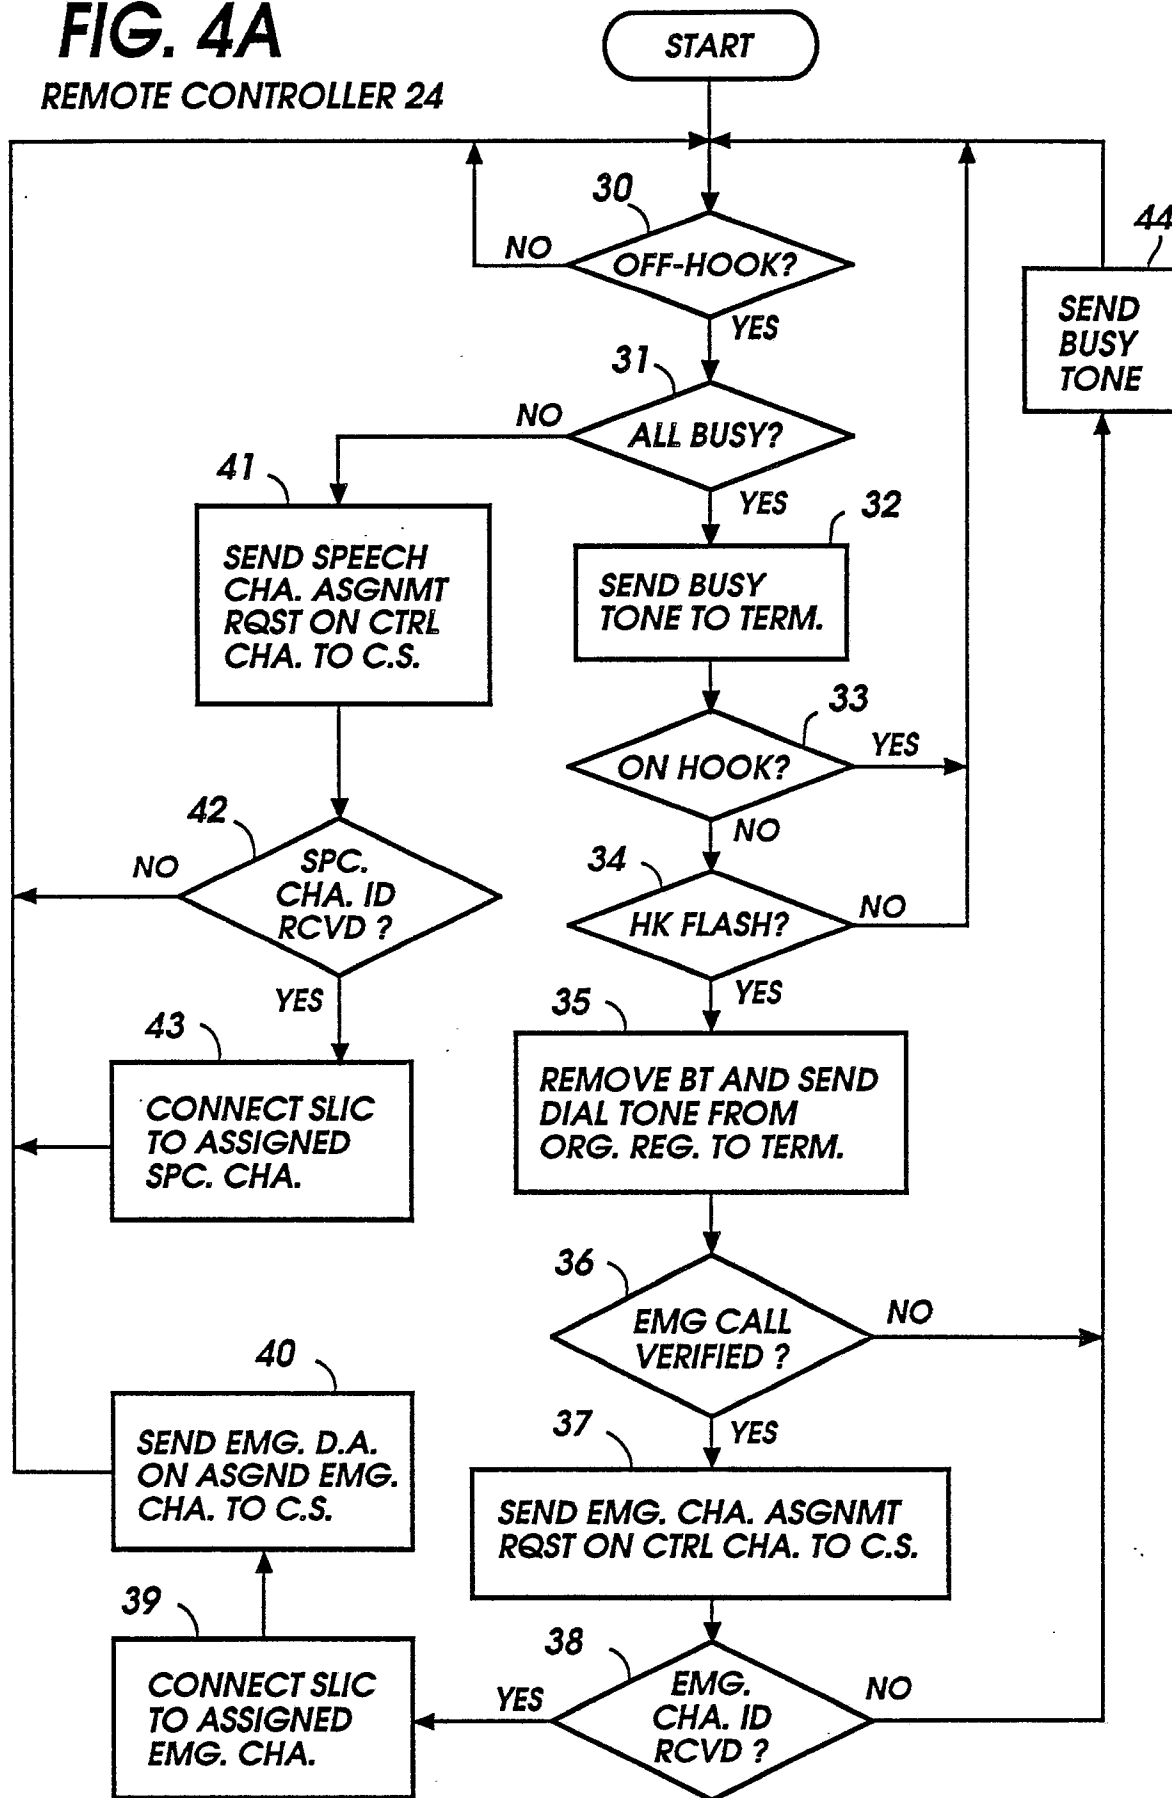 FIG. 4A
REMOTE CONTROLLER 24
START
30
OFF-HOOK?
NO
YES
31
ALL BUSY?
NO
YES
41
SEND SPEECH
CHA. ASGNMT
RQST ON CTRL
CHA. TO C.S.
32
SEND BUSY
TONE TO TERM.
44
SEND
BUSY
TONE
33
ON HOOK?
YES
NO
42
SPC.
CHA. ID
RCVD ?
NO
YES
34
HK FLASH?
NO
YES
43
CONNECT SLIC
TO ASSIGNED
SPC. CHA.
35
REMOVE BT AND SEND
DIAL TONE FROM
ORG. REG. TO TERM.
36
EMG CALL
VERIFIED ?
NO
YES
40
SEND EMG. D.A.
ON ASGND EMG.
CHA. TO C.S.
37
SEND EMG. CHA. ASGNMT
RQST ON CTRL CHA. TO C.S.
39
CONNECT SLIC
TO ASSIGNED
EMG. CHA.
38
EMG.
CHA. ID
RCVD ?
YES
NO